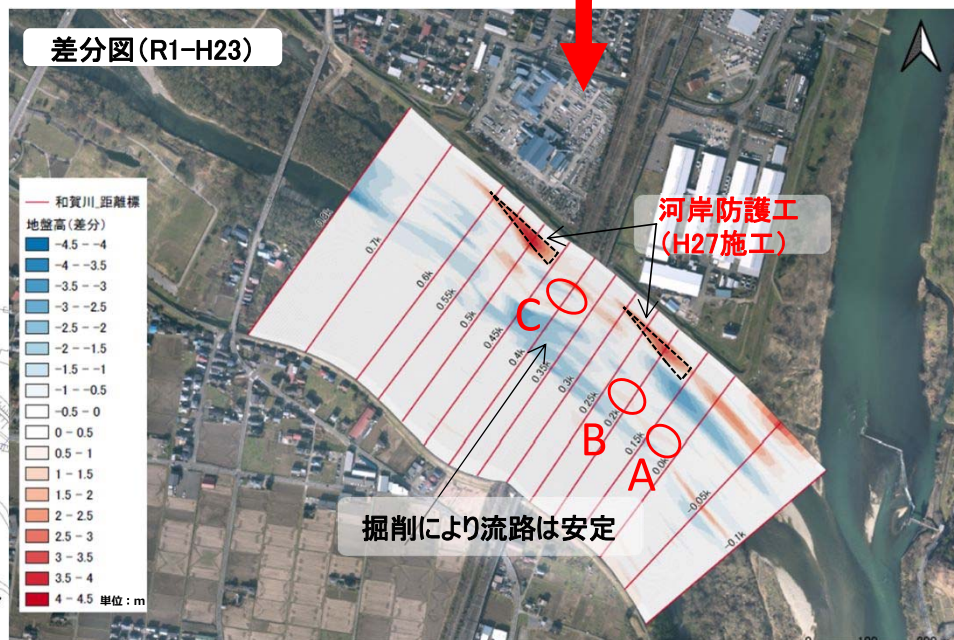 差分図(R1-H23)
和賀川_距離標
地盤高(差分)
-4.5 - -4
-4 - -3.5
-3.5 - -3
-3 - -2.5
-2.5 - -2
-2 - -1.5
-1.5 - -1
-1 - -0.5
-0.5 - 0
0 - 0.5
0.5 - 1
1 - 1.5
1.5 - 2
2 - 2.5
2.5 - 3
3 - 3.5
3.5 - 4
4 - 4.5 単位:m
河岸防護工
(H27施工)
0.7k
0.6k
0.55k
0.5k
0.45k
0.4k
0.35k
0.3k
0.25k
0.2k
0.15k
0.0k
-0.05k
-0.1k
C
B
A
掘削により流路は安定